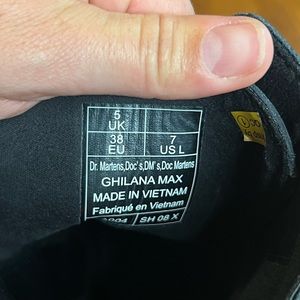 5
UK
38 7
EU US L
Dr. Martens,Doc's,DM's,Doc Martens
GHILANA MAX
MADE IN VIETNAM
Fabriqué en Vietnam
SH 08 X